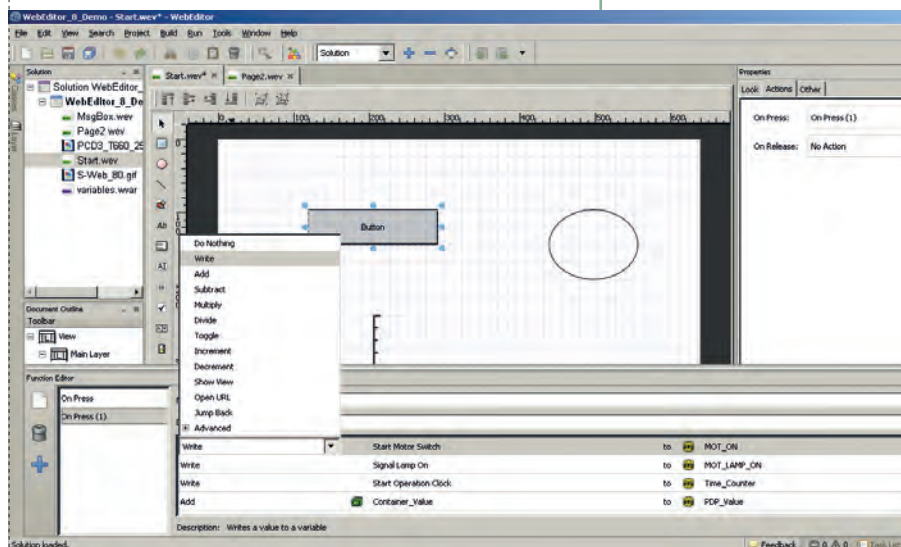 WebEditor_8_Demo - Start.wev* - WebEditor
File Edit View Search Project Build Run Tools Window Help
Solution
Solution
Start.wev* Page2.wev
Properties
Solution WebEditor_
WebEditor_8_De
MsgBox.wev
Page2.wev
PCD3_T660_25
Start.wev
S-Web_80.gif
variables.wvar
Look Actions Other
On Press: On Press (1)
On Release: No Action
0 100 200 300 400 500 600
Button
Do Nothing
Write
Add
Subtract
Multiply
Divide
Toggle
Increment
Decrement
Show View
Open URL
Jump Back
Advanced
Document Outline
Toolbar
View
Main Layer
Function Editor
On Press
On Press (1)
Write Start Motor Switch to MOT_ON
Write Signal Lamp On to MOT_LAMP_ON
Write Start Operation Clock to Time_Counter
Add Container_Value to PDP_Value
Description: Writes a value to a variable
Solution loaded.
Feedback 0 0 Task List